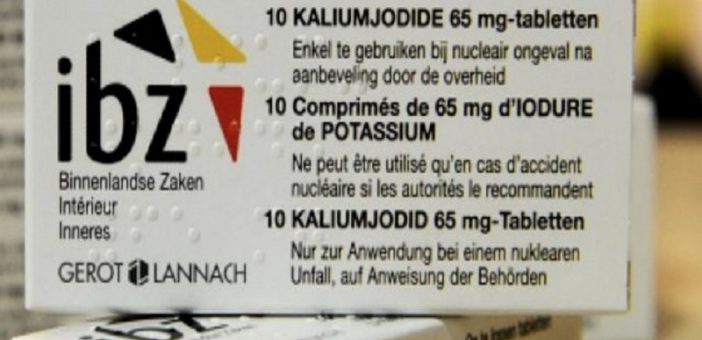 10 KALIUMJODIDE 65 mg-tabletten
Enkel te gebruiken bij nucleair ongeval na
aanbeveling door de overheid
10 Comprimés de 65 mg d'IODURE
de POTASSIUM
Ne peut être utilisé qu'en cas d'accident
nucléaire si les autorités le recommandent
10 KALIUMJODID 65 mg-Tabletten
Nur zur Anwendung bei einem nuklearen
Unfall, auf Anweisung der Behörden
ibz
Binnenlandse Zaken
Intérieur
Inneres
GEROT LANNACH
ibz